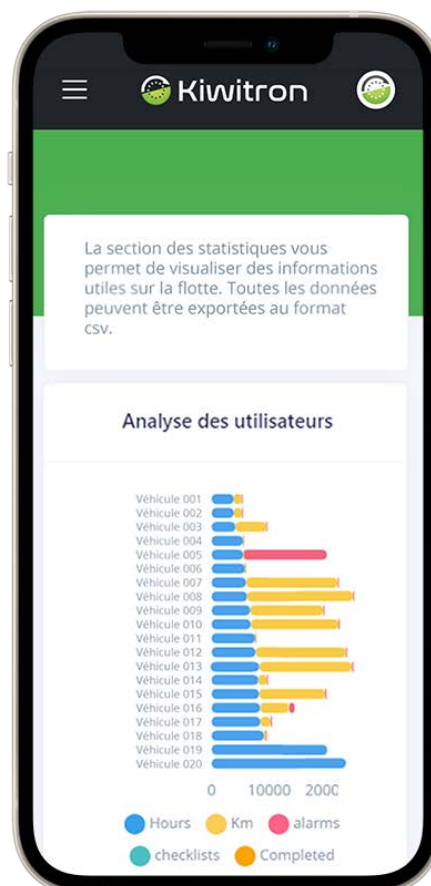 Kiwitron
La section des statistiques vous
permet de visualiser des informations
utiles sur la flotte. Toutes les données
peuvent être exportées au format
csv.
Analyse des utilisateurs
Véhicule 001
Véhicule 002
Véhicule 003
Véhicule 004
Véhicule 005
Véhicule 006
Véhicule 007
Véhicule 008
Véhicule 009
Véhicule 010
Véhicule 011
Véhicule 012
Véhicule 013
Véhicule 014
Véhicule 015
Véhicule 016
Véhicule 017
Véhicule 018
Véhicule 019
Véhicule 020
0 10000 2000
Hours Km alarms
checklists Completed